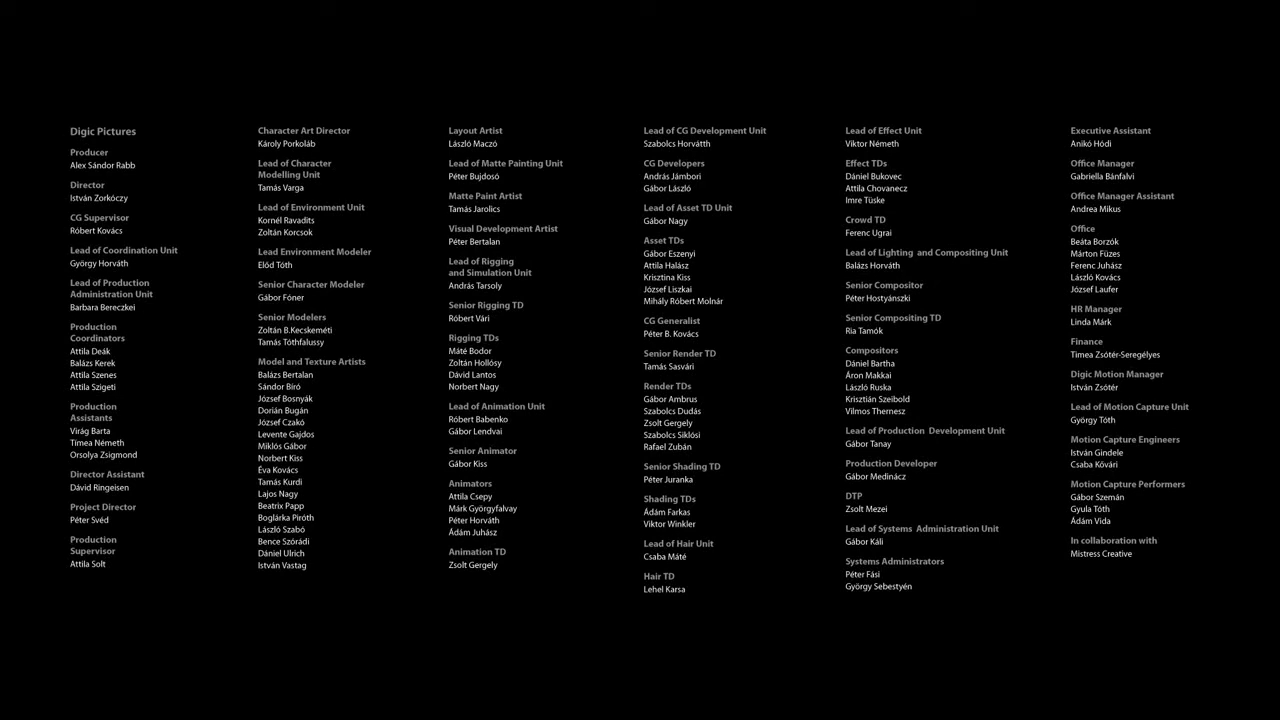 Digic Pictures
Producer
Alex Sándor Rabb
Director
István Zorkóczy
CG Supervisor
Róbert Kovács
Lead of Coordination Unit
György Horváth
Lead of Production
Administration Unit
Barbara Bereczkei
Production
Coordinators
Attila Deák
Balázs Kerek
Attila Szenes
Attila Szigeti
Production
Assistants
Virág Barta
Tímea Németh
Orsolya Zsigmond
Director Assistant
Dávid Ringeisen
Project Director
Péter Svéd
Production
Supervisor
Attila Solt
Character Art Director
Károly Porkoláb
Lead of Character
Modelling Unit
Tamás Varga
Lead of Environment Unit
Kornél Ravadits
Zoltán Korcsok
Lead Environment Modeler
Előd Tóth
Senior Character Modeler
Gábor Fóner
Senior Modelers
Zoltán B.Kecskeméti
Tamás Tóthfalussy
Model and Texture Artists
Balázs Bertalan
Sándor Bíró
József Bosnyák
Dorián Bugán
József Czakó
Levente Gajdos
Miklós Gábor
Norbert Kiss
Éva Kovács
Tamás Kurdi
Lajos Nagy
Beatrix Papp
Boglárka Piróth
László Szabó
Bence Szórádi
Dániel Ulrich
István Vastag
Layout Artist
László Maczó
Lead of Matte Painting Unit
Péter Bujdosó
Matte Paint Artist
Tamás Jarolics
Visual Development Artist
Péter Bertalan
Lead of Rigging
and Simulation Unit
András Tarsoly
Senior Rigging TD
Róbert Vári
Rigging TDs
Máté Bodor
Zoltán Hollósy
Dávid Lantos
Norbert Nagy
Lead of Animation Unit
Róbert Babenko
Gábor Lendvai
Senior Animator
Gábor Kiss
Animators
Attila Csepy
Márk Györgyfalvay
Péter Horváth
Ádám Juhász
Animation TD
Zsolt Gergely
Lead of CG Development Unit
Szabolcs Horvátth
CG Developers
András Jámbori
Gábor László
Lead of Asset TD Unit
Gábor Nagy
Asset TDs
Gábor Eszenyi
Attila Halász
Krisztina Kiss
József Liszkai
Mihály Róbert Molnár
CG Generalist
Péter B. Kovács
Senior Render TD
Tamás Sasvári
Render TDs
Gábor Ambrus
Szabolcs Dudás
Zsolt Gergely
Szabolcs Siklósi
Rafael Zubán
Senior Shading TD
Péter Juranka
Shading TDs
Ádám Farkas
Viktor Winkler
Lead of Hair Unit
Csaba Máté
Hair TD
Lehel Karsa
Lead of Effect Unit
Viktor Németh
Effect TDs
Dániel Bukovec
Attila Chovanecz
Imre Tüske
Crowd TD
Ferenc Ugrai
Lead of Lighting and Compositing Unit
Balázs Horváth
Senior Compositor
Péter Hostyánszki
Senior Compositing TD
Ria Tamók
Compositors
Dániel Bartha
Áron Makkai
László Ruska
Krisztián Szeibold
Vilmos Thernesz
Lead of Production Development Unit
Gábor Tanay
Production Developer
Gábor Medinácz
DTP
Zsolt Mezei
Lead of Systems Administration Unit
Gábor Káli
Systems Administrators
Péter Fási
György Sebestyén
Executive Assistant
Anikó Hódi
Office Manager
Gabriella Bánfalvi
Office Manager Assistant
Andrea Mikus
Office
Beáta Borzók
Márton Füzes
Ferenc Juhász
László Kovács
József Laufer
HR Manager
Linda Márk
Finance
Timea Zsótér-Seregélyes
Digic Motion Manager
István Zsótér
Lead of Motion Capture Unit
György Tóth
Motion Capture Engineers
István Gindele
Csaba Kővári
Motion Capture Performers
Gábor Szemán
Gyula Tóth
Ádám Vida
In collaboration with
Mistress Creative